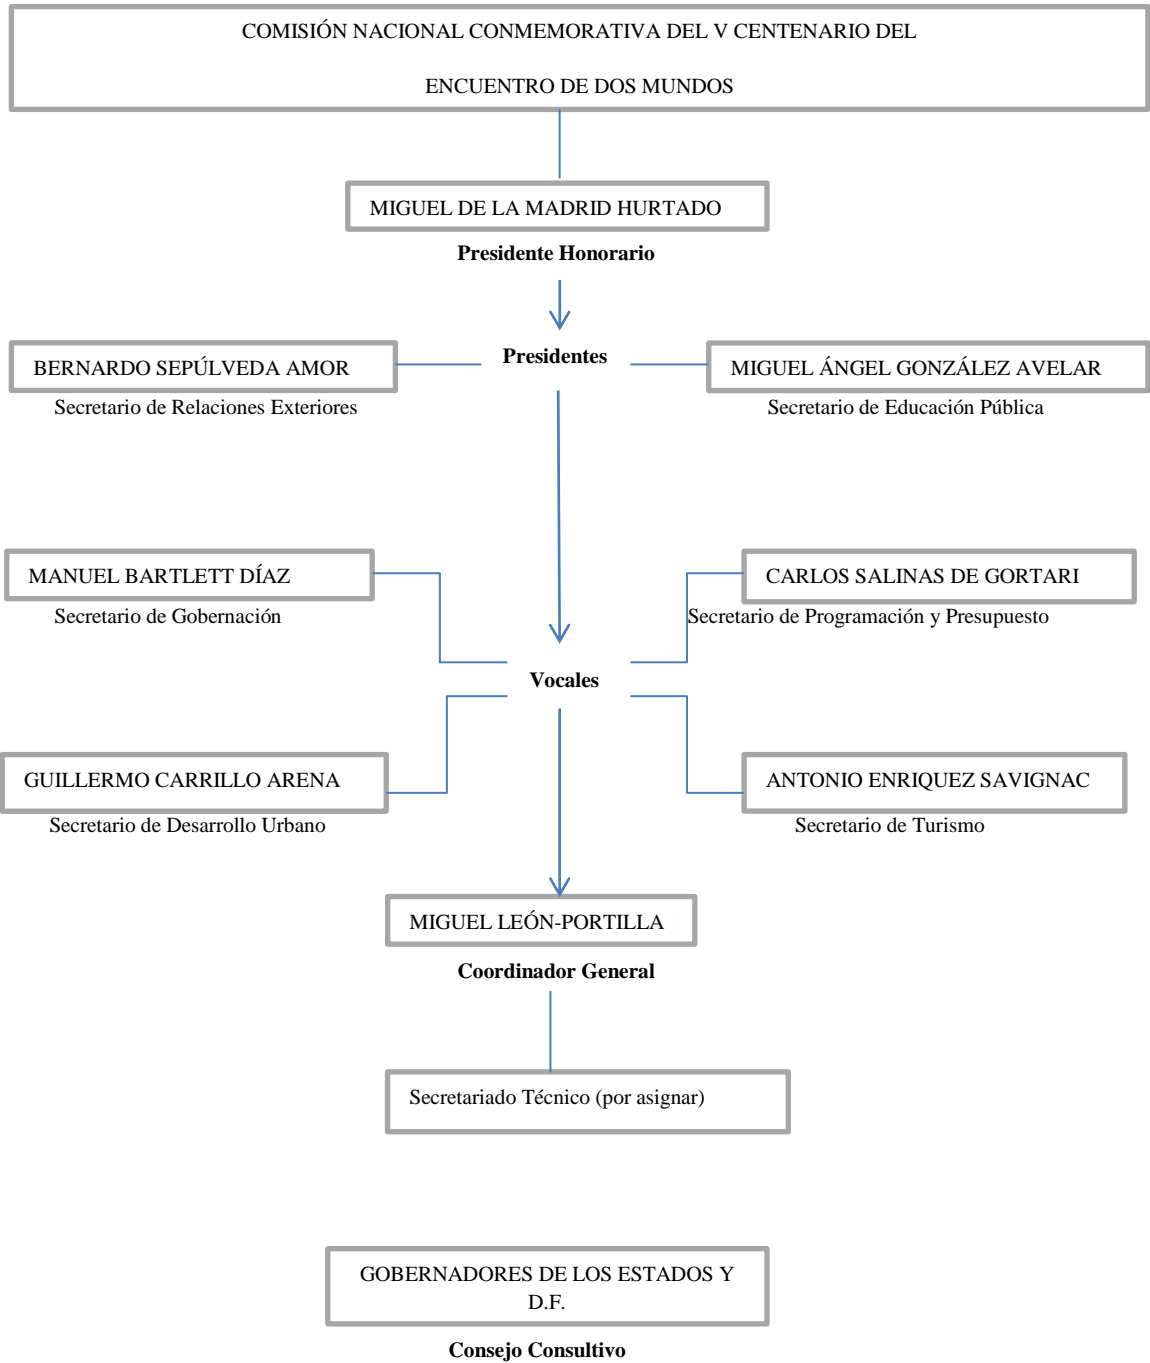 COMISIÓN NACIONAL CONMEMORATIVA DEL V CENTENARIO DEL
ENCUENTRO DE DOS MUNDOS
MIGUEL DE LA MADRID HURTADO
Presidente Honorario
Presidentes
BERNARDO SEPÚLVEDA AMOR
Secretario de Relaciones Exteriores
MIGUEL ÁNGEL GONZÁLEZ AVELAR
Secretario de Educación Pública
MANUEL BARTLETT DÍAZ
Secretario de Gobernación
CARLOS SALINAS DE GORTARI
Secretario de Programación y Presupuesto
Vocales
GUILLERMO CARRILLO ARENA
Secretario de Desarrollo Urbano
ANTONIO ENRIQUEZ SAVIGNAC
Secretario de Turismo
MIGUEL LEÓN-PORTILLA
Coordinador General
Secretariado Técnico (por asignar)
GOBERNADORES DE LOS ESTADOS Y
D.F.
Consejo Consultivo